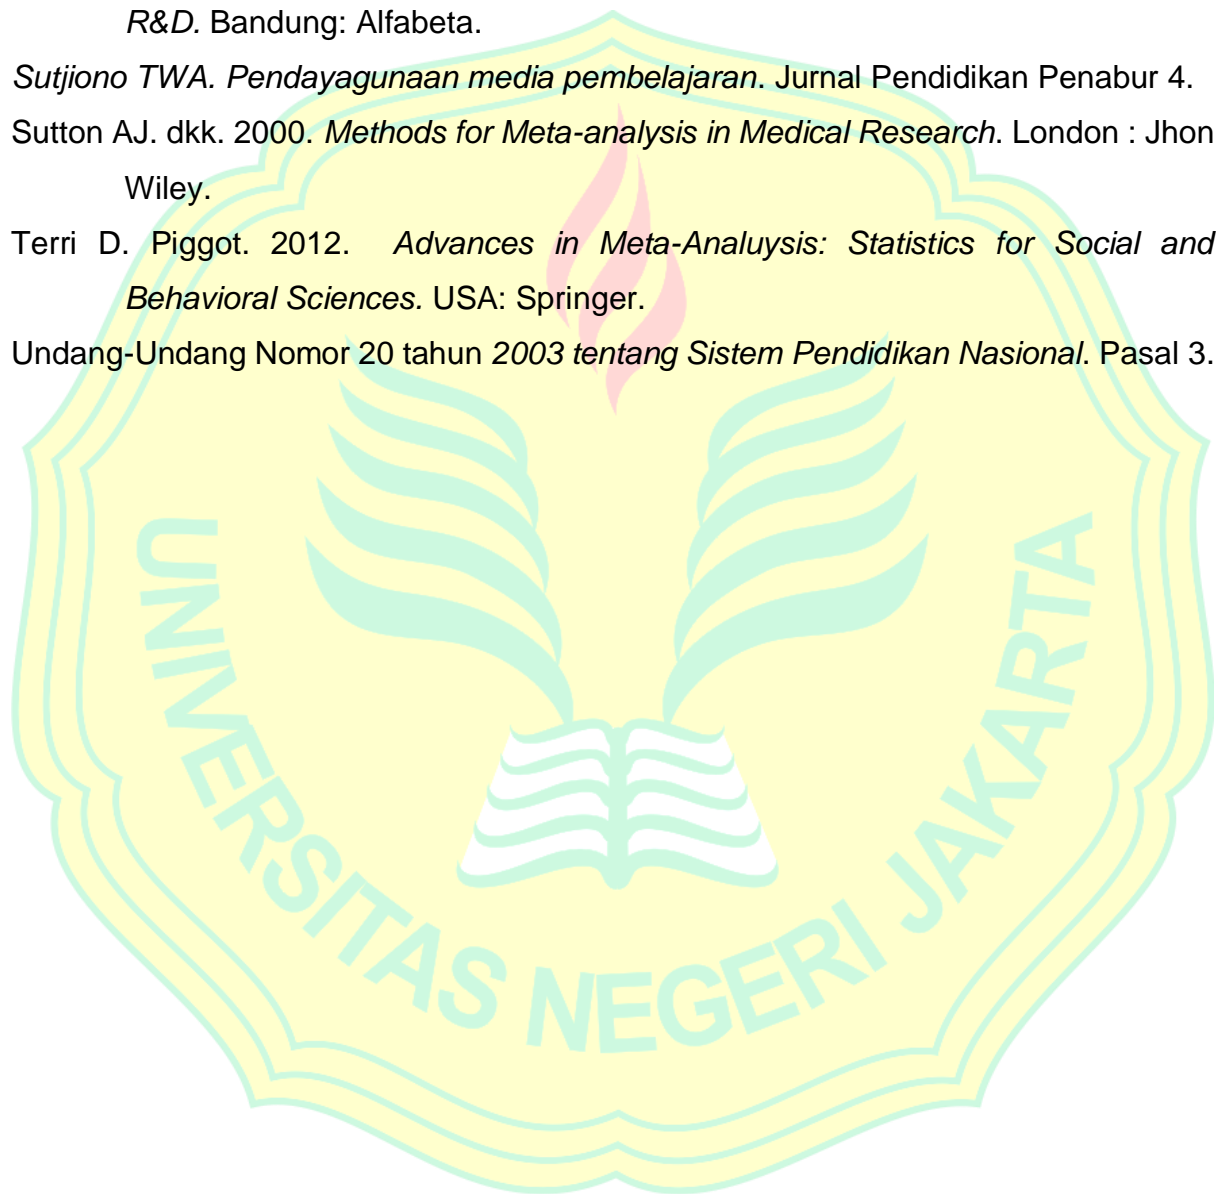 R&D. Bandung: Alfabeta.
Sutjiono TWA. Pendayagunaan media pembelajaran. Jurnal Pendidikan Penabur 4.
Sutton AJ. dkk. 2000. Methods for Meta-analysis in Medical Research. London : Jhon
Wiley.
Terri D. Piggot. 2012. Advances in Meta-Analuysis: Statistics for Social and
Behavioral Sciences. USA: Springer.
Undang-Undang Nomor 20 tahun 2003 tentang Sistem Pendidikan Nasional. Pasal 3.
UNIVERSITAS NEGERI JAKARTA